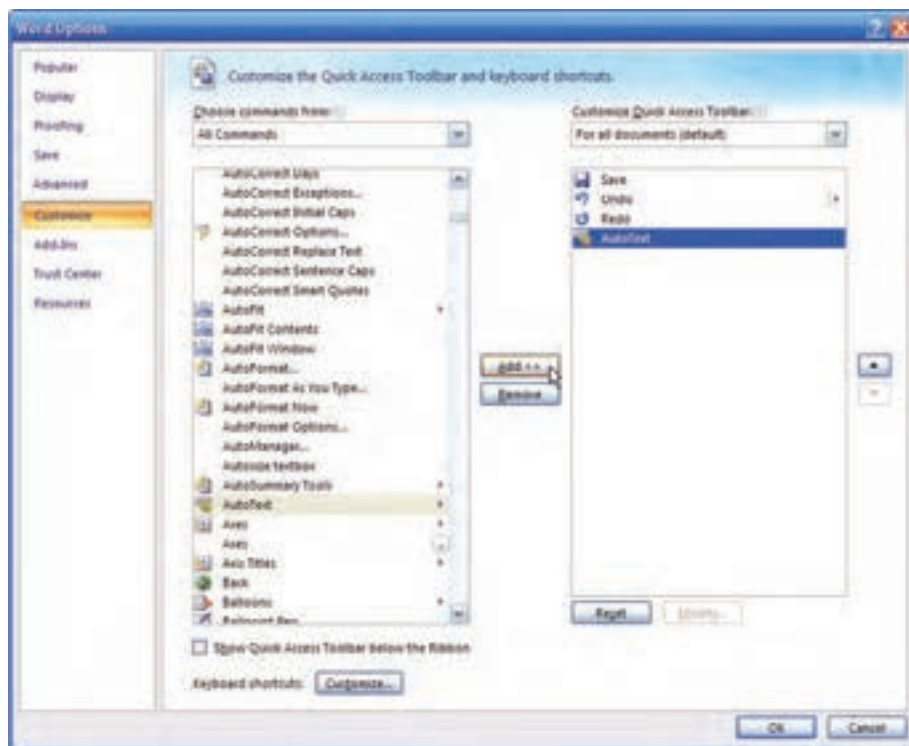 Word Options
Popular
Display
Proofing
Save
Advanced
Customize
Add-Ins
Trust Center
Resources
Customize the Quick Access Toolbar and keyboard shortcuts.
Choose commands from:
All Commands
AutoCorrect Days
AutoCorrect Exceptions...
AutoCorrect Initial Caps
AutoCorrect Options...
AutoCorrect Replace Text
AutoCorrect Sentence Caps
AutoCorrect Smart Quotes
AutoFit
AutoFit Contents
AutoFit Window
AutoFormat...
AutoFormat As You Type...
AutoFormat Now
AutoFormat Options...
AutoManager...
Autosize textbox
AutoSummary Tools
AutoText
Axes
Axes
Axis Titles
Back
Balloons
Ballpoint Pen
Add >>
Remove
Customize Quick Access Toolbar:
For all documents (default)
Save
Undo
Redo
AutoText
Reset
Modify...
Show Quick Access Toolbar below the Ribbon
Keyboard shortcuts: Customize...
OK
Cancel